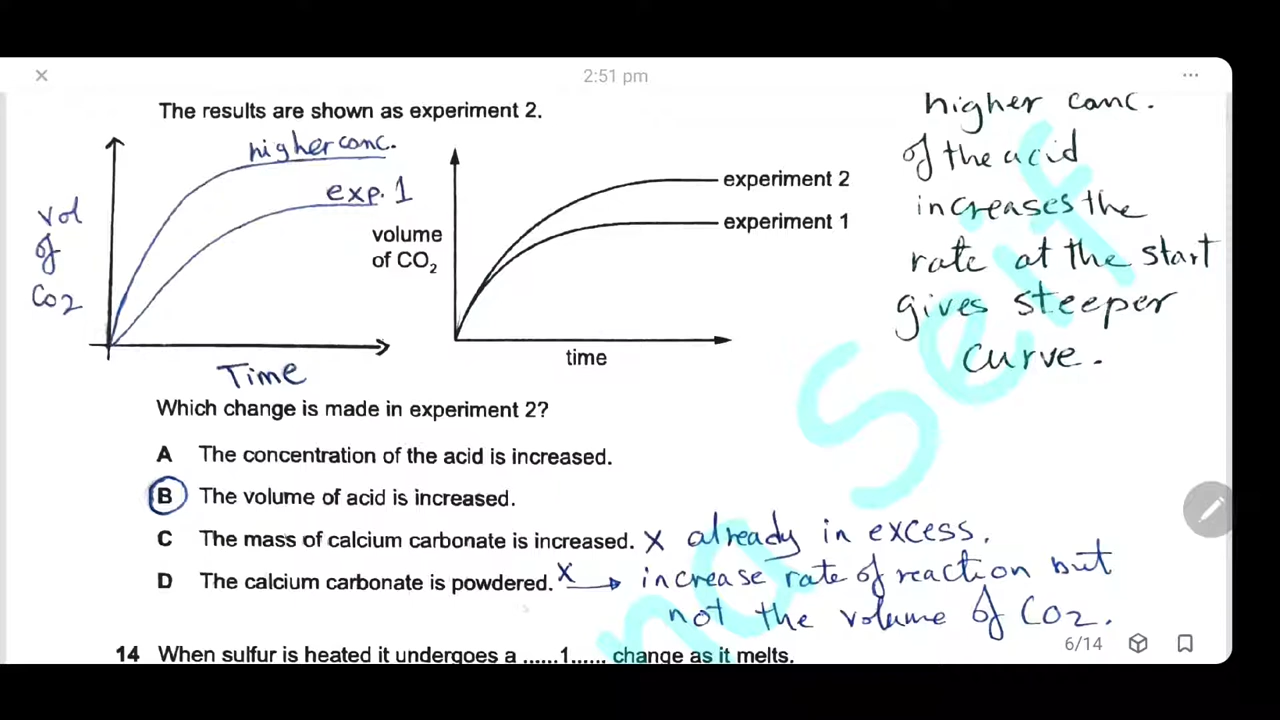 2:51 pm
The results are shown as experiment 2.
higher conc.
exp. 1
vol
of
CO2
Time
volume
of CO2
experiment 2
experiment 1
time
higher conc.
of the acid
increases the
rate at the start
gives steeper
curve.
Which change is made in experiment 2?
A The concentration of the acid is increased.
B The volume of acid is increased.
C The mass of calcium carbonate is increased. X already in excess.
D The calcium carbonate is powdered. X → increase rate of reaction but
not the volume of CO2.
na Seif
6/14
14 When sulfur is heated it undergoes a ......1...... change as it melts.